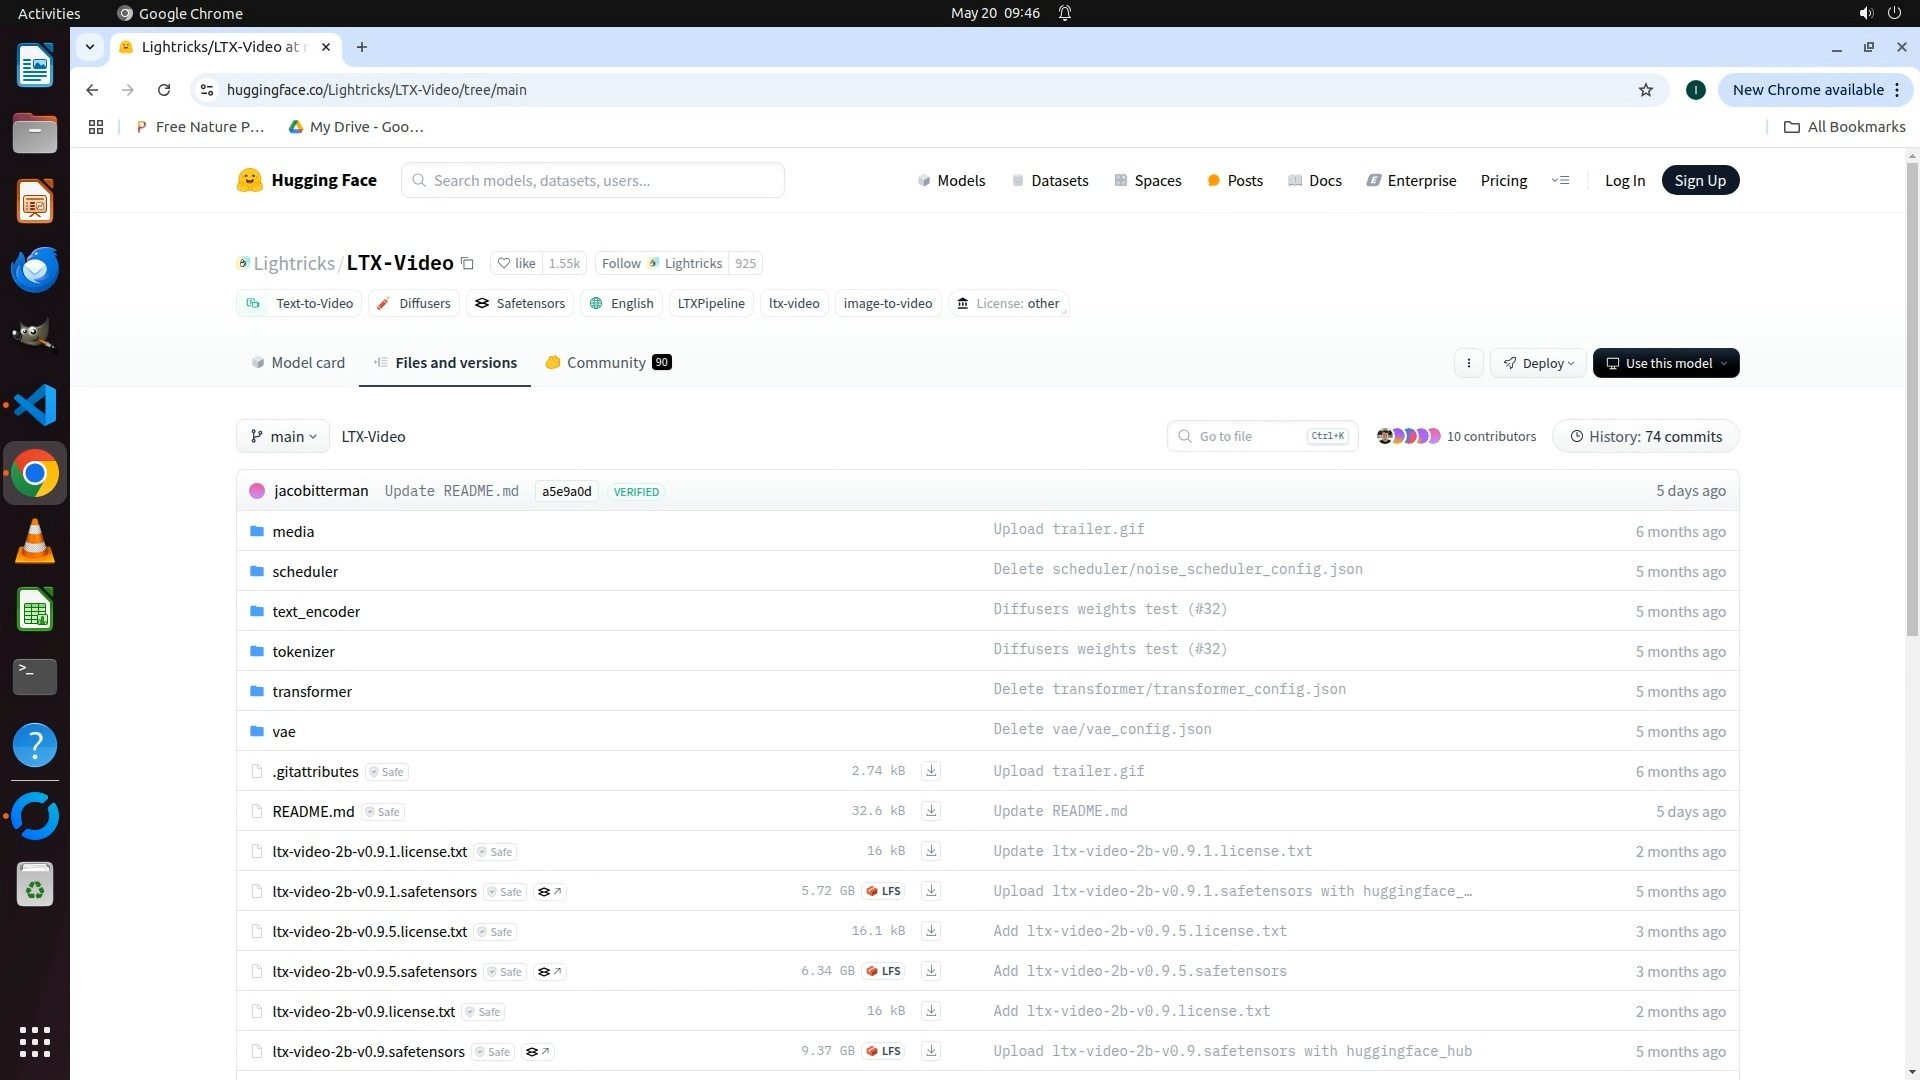 Activities Google Chrome May 20 09:46
Lightricks/LTX-Video at
huggingface.co/Lightricks/LTX-Video/tree/main New Chrome available
Free Nature P... My Drive - Goo... All Bookmarks
Hugging Face Search models, datasets, users... Models Datasets Spaces Posts Docs Enterprise Pricing Log In Sign Up
Lightricks/LTX-Video like 1.55k Follow Lightricks 925
Text-to-Video Diffusers Safetensors English LTXPipeline ltx-video image-to-video License: other
Model card Files and versions Community 90 Deploy Use this model
main LTX-Video Go to file Ctrl+K 10 contributors History: 74 commits
jacobitterman Update README.md a5e9a0d VERIFIED 5 days ago
media Upload trailer.gif 6 months ago
scheduler Delete scheduler/noise_scheduler_config.json 5 months ago
text_encoder Diffusers weights test (#32) 5 months ago
tokenizer Diffusers weights test (#32) 5 months ago
transformer Delete transformer/transformer_config.json 5 months ago
vae Delete vae/vae_config.json 5 months ago
.gitattributes Safe 2.74 kB Upload trailer.gif 6 months ago
README.md Safe 32.6 kB Update README.md 5 days ago
ltx-video-2b-v0.9.1.license.txt Safe 16 kB Update ltx-video-2b-v0.9.1.license.txt 2 months ago
ltx-video-2b-v0.9.1.safetensors Safe 5.72 GB LFS Upload ltx-video-2b-v0.9.1.safetensors with huggingface_… 5 months ago
ltx-video-2b-v0.9.5.license.txt Safe 16.1 kB Add ltx-video-2b-v0.9.5.license.txt 3 months ago
ltx-video-2b-v0.9.5.safetensors Safe 6.34 GB LFS Add ltx-video-2b-v0.9.5.safetensors 3 months ago
ltx-video-2b-v0.9.license.txt Safe 16 kB Add ltx-video-2b-v0.9.license.txt 2 months ago
ltx-video-2b-v0.9.safetensors Safe 9.37 GB LFS Upload ltx-video-2b-v0.9.safetensors with huggingface_hub 5 months ago